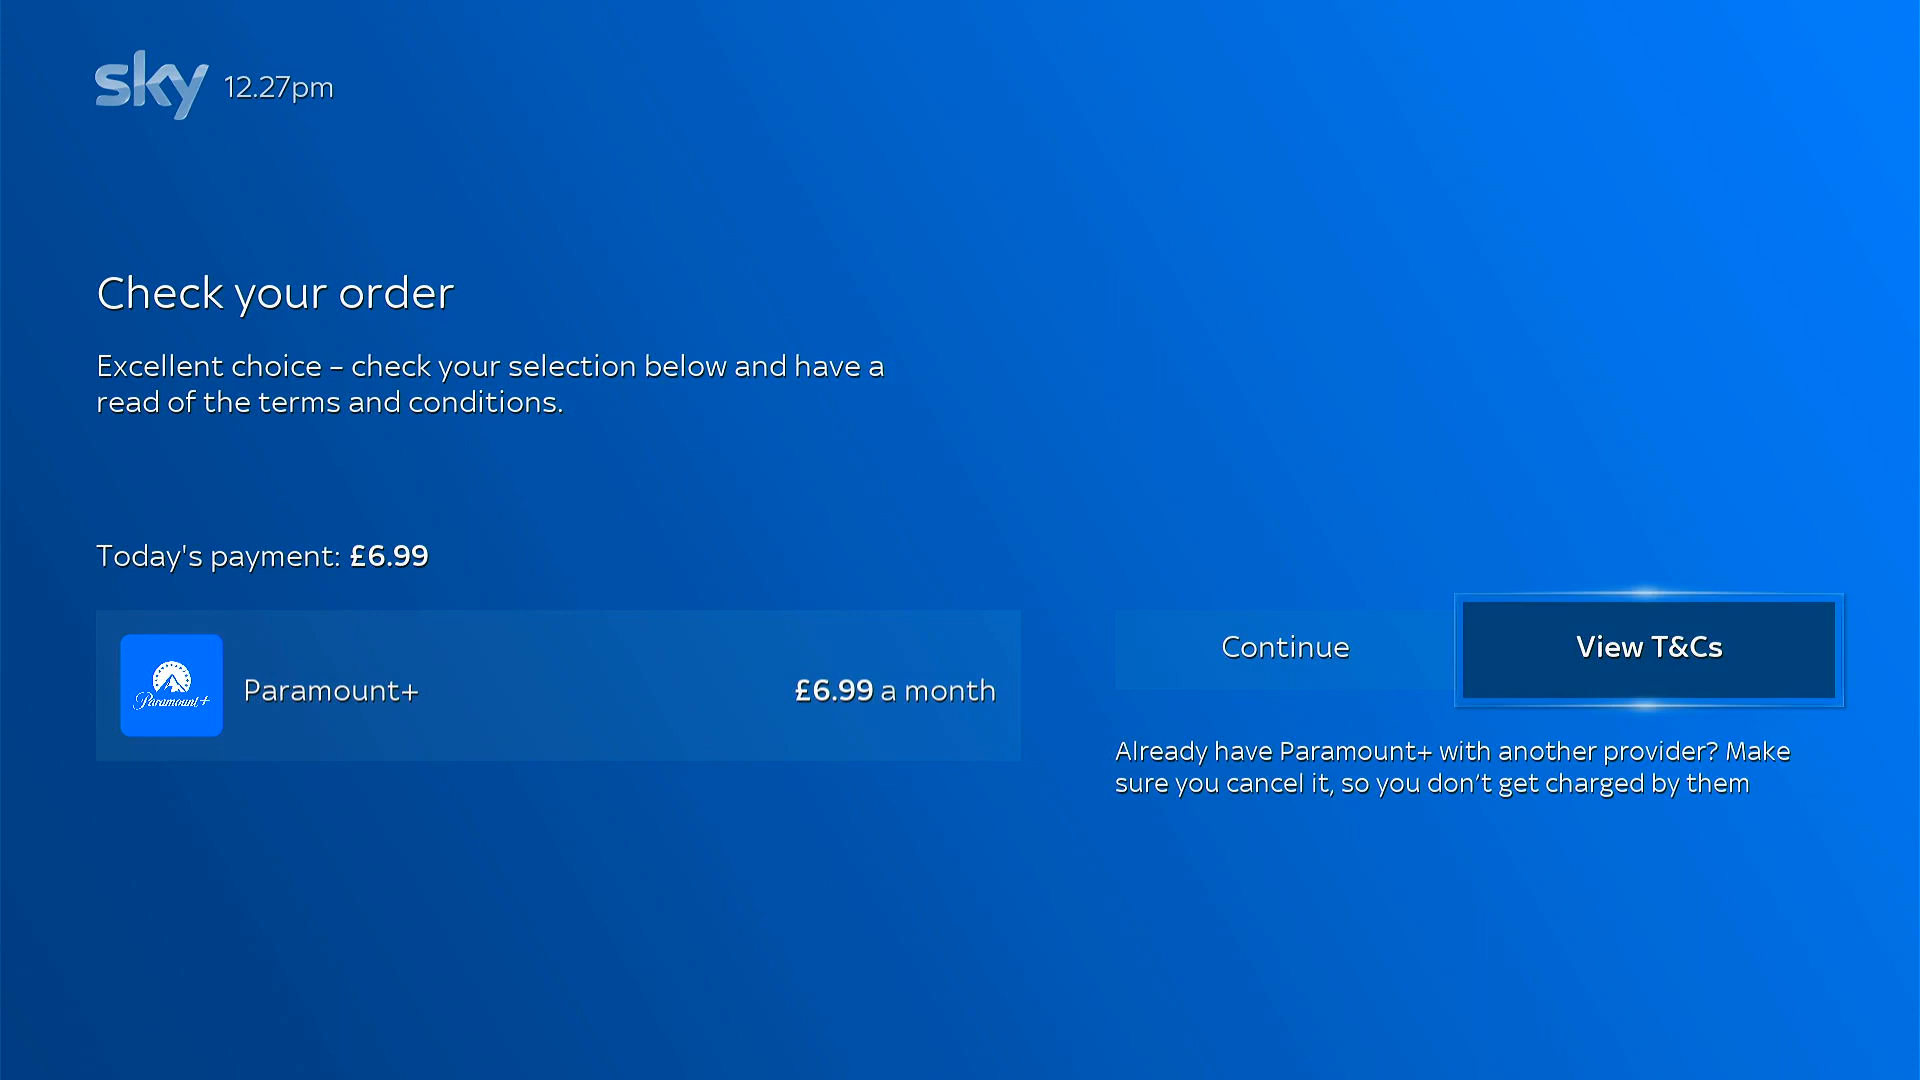 sky 12.27pm
Check your order
Excellent choice – check your selection below and have a
read of the terms and conditions.
Today's payment: £6.99
Paramount+
Paramount+
£6.99 a month
Continue
View T&Cs
Already have Paramount+ with another provider? Make
sure you cancel it, so you don’t get charged by them